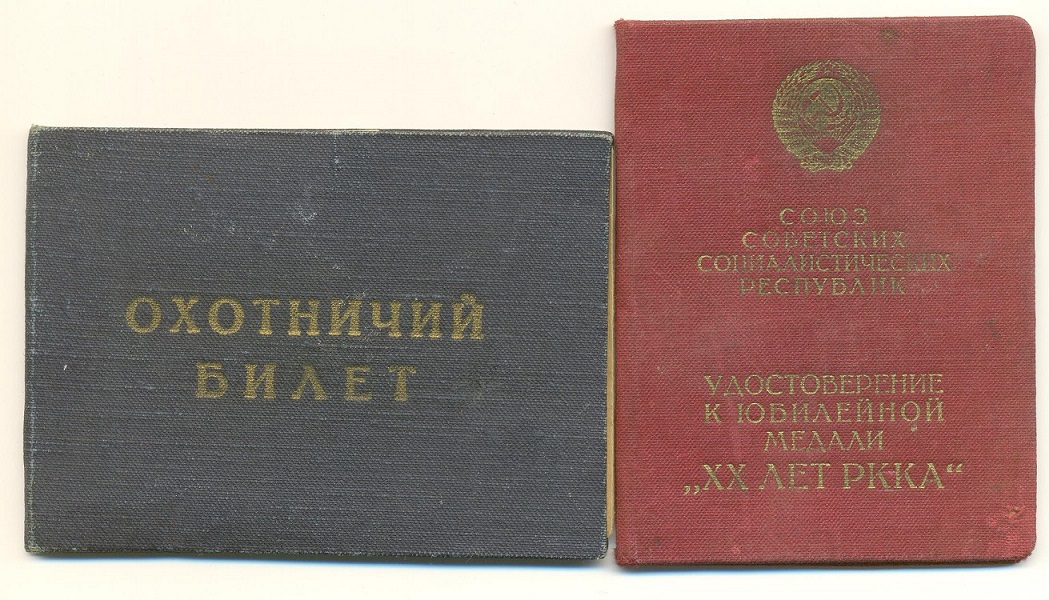 ОХОТНИЧИЙ
БИЛЕТ
СОЮЗ
СОВЕТСКИХ
СОЦИАЛИСТИЧЕСКИХ
РЕСПУБЛИК
УДОСТОВЕРЕНИЕ
К ЮБИЛЕЙНОЙ
МЕДАЛИ
„XX ЛЕТ РККА“